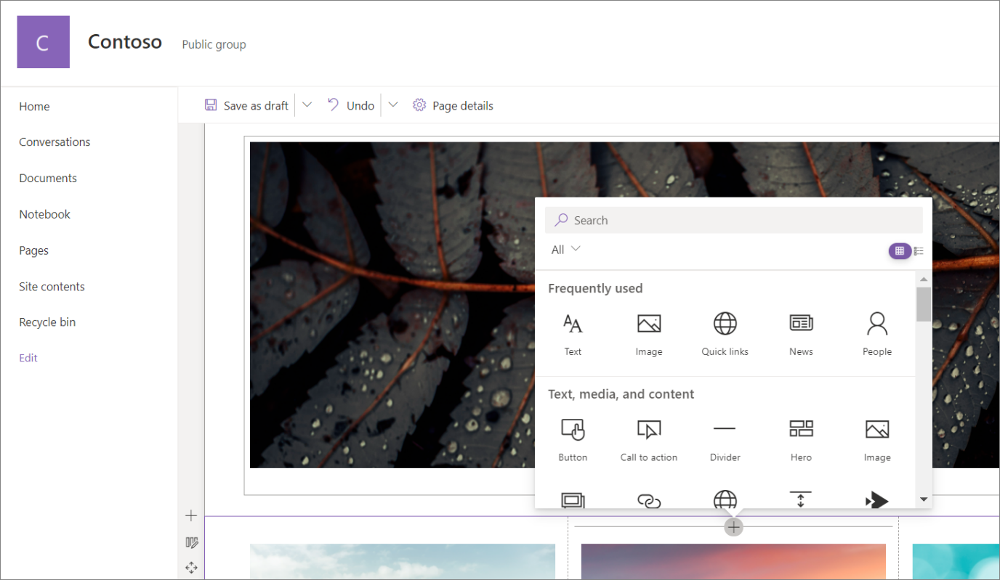 C
Contoso Public group
Home
Conversations
Documents
Notebook
Pages
Site contents
Recycle bin
Edit
Save as draft Undo Page details
Search
All
Frequently used
Text Image Quick links News People
Text, media, and content
Button Call to action Divider Hero Image